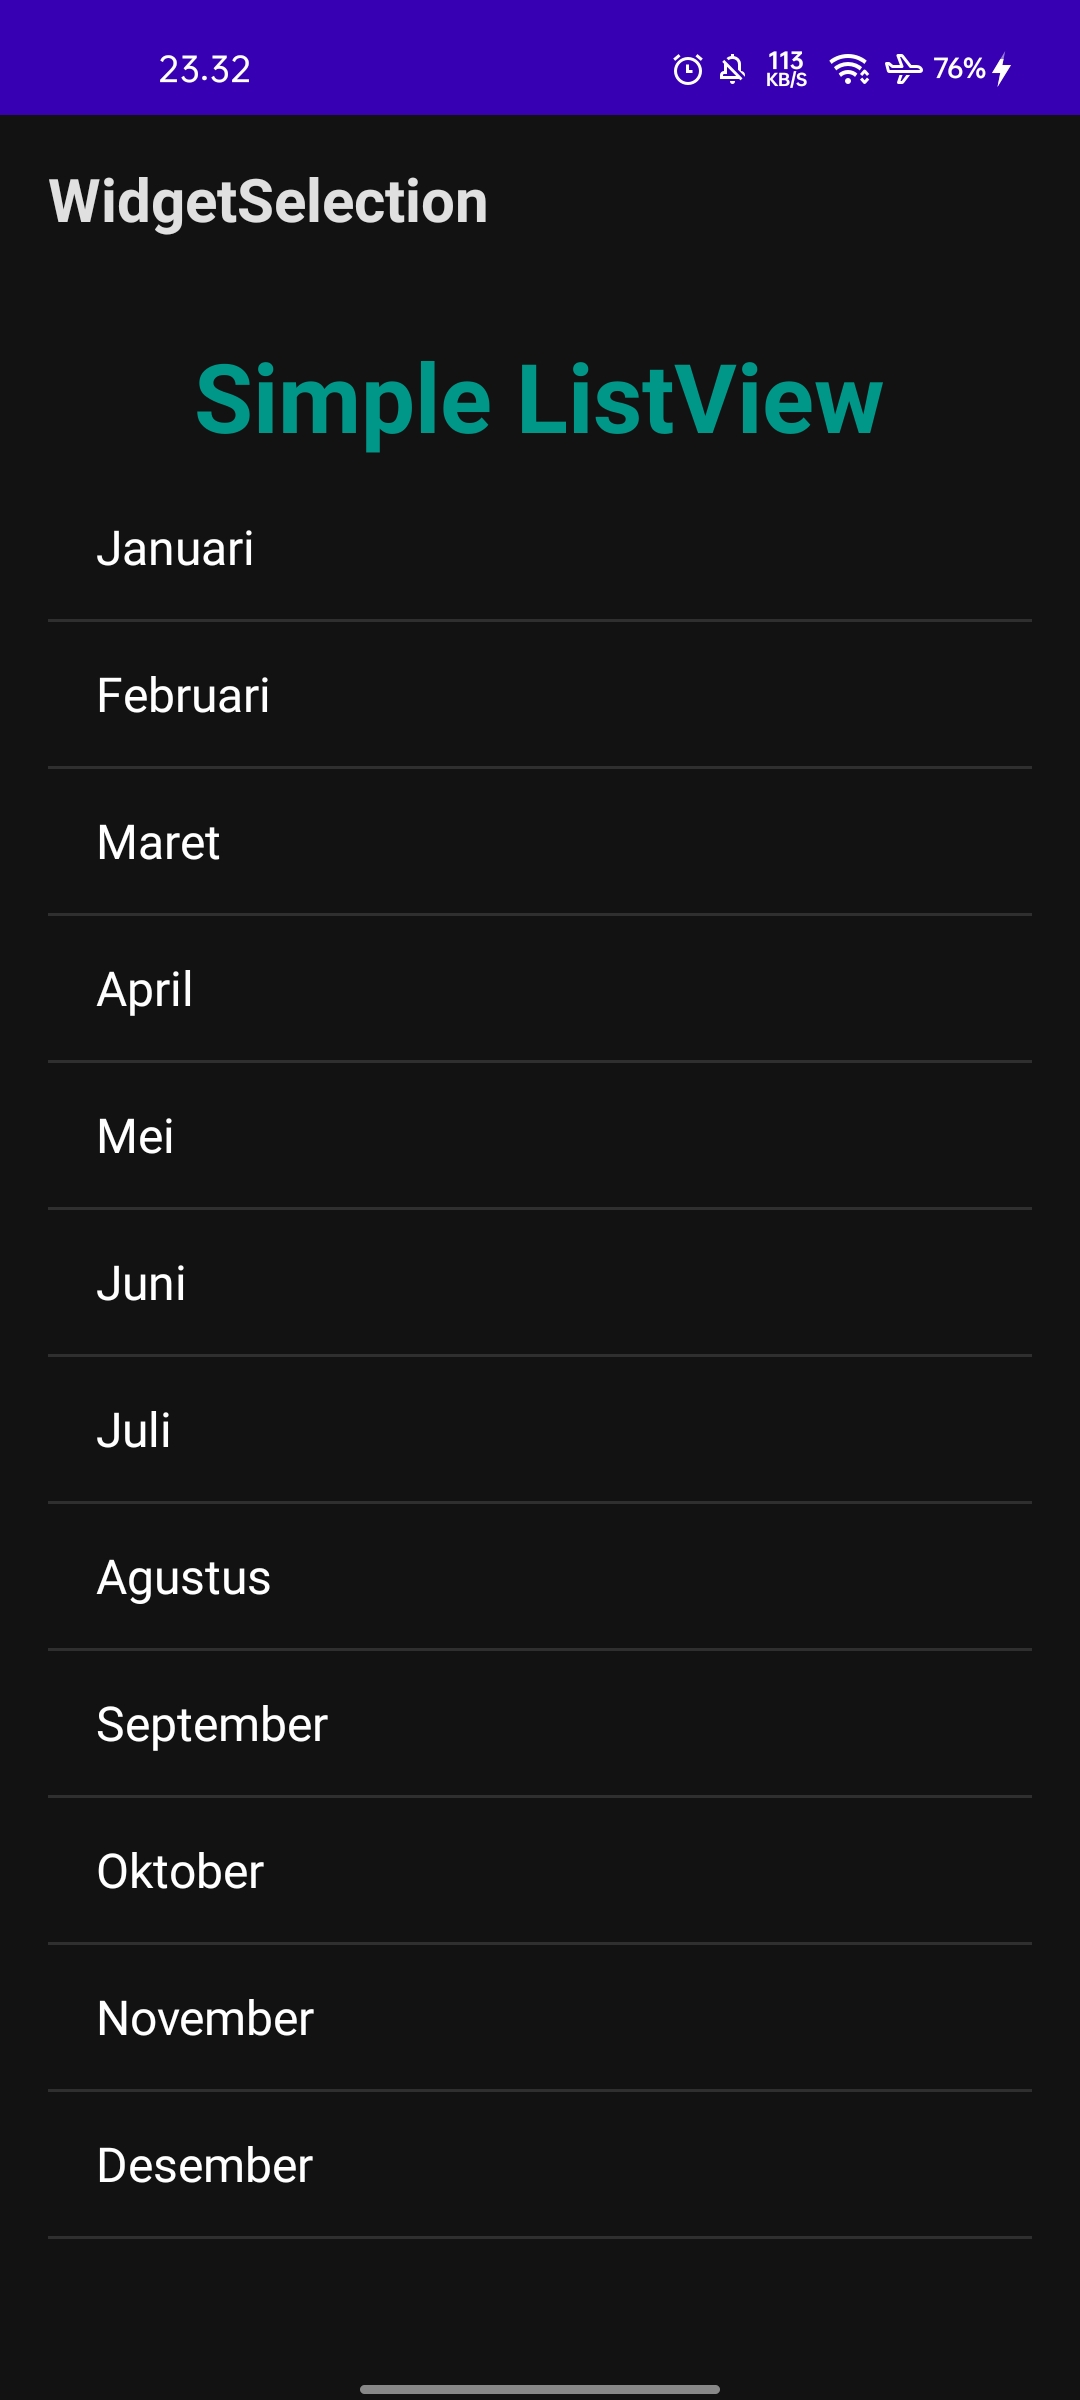 23.32 113 KB/S 76%
WidgetSelection
Simple ListView
Januari
Februari
Maret
April
Mei
Juni
Juli
Agustus
September
Oktober
November
Desember